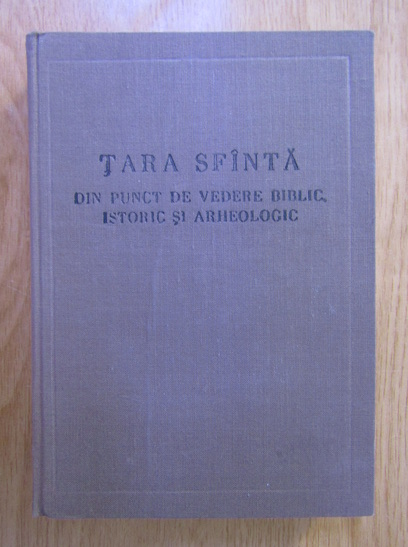 ȚARA SFÎNTĂ
DIN PUNCT DE VEDERE BIBLIC,
ISTORIC ȘI ARHEOLOGIC